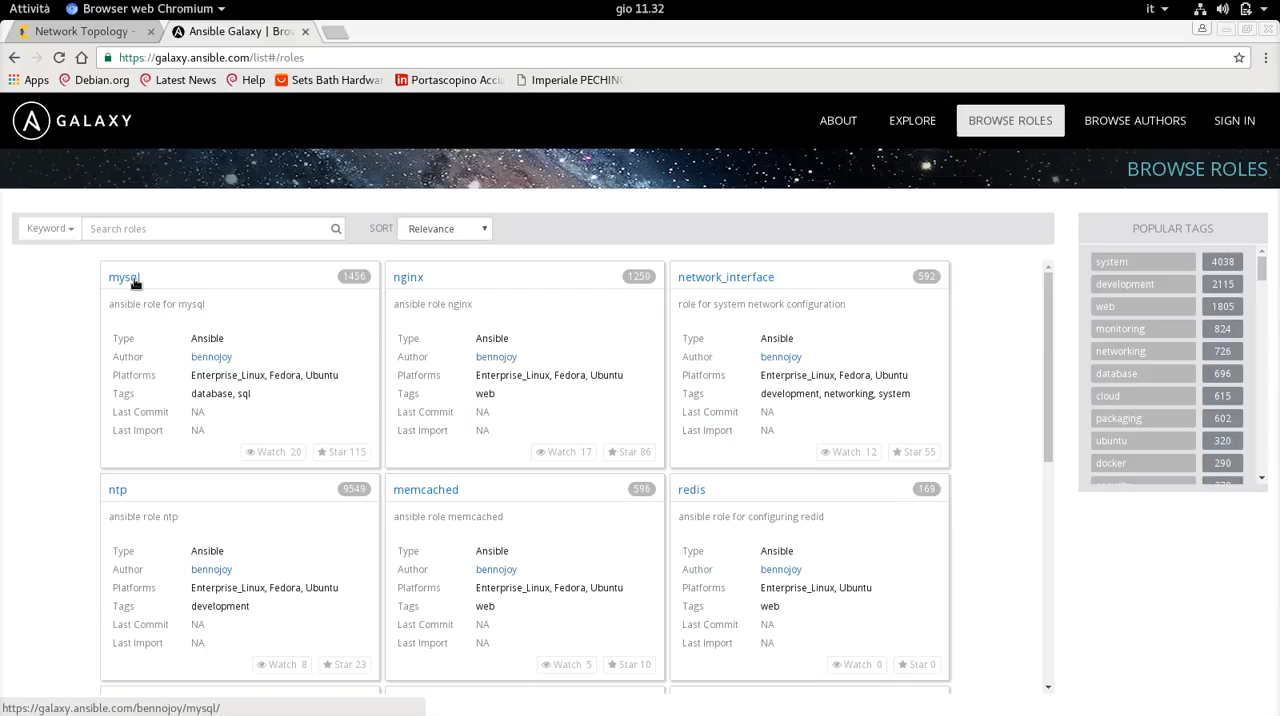 Attività
Browser web Chromium
gio 11.32
it
Network Topology -
Ansible Galaxy | Bro
https://galaxy.ansible.com/list#/roles
Apps
Debian.org
Latest News
Help
Sets Bath Hardwar
Portascopino Accia
Imperiale PECHINO
GALAXY
ABOUT
EXPLORE
BROWSE ROLES
BROWSE AUTHORS
SIGN IN
BROWSE ROLES
Keyword
Search roles
SORT
Relevance
POPULAR TAGS
mysql 1456
ansible role for mysql
Type Ansible
Author bennojoy
Platforms Enterprise_Linux, Fedora, Ubuntu
Tags database, sql
Last Commit NA
Last Import NA
Watch 20 Star 115
nginx 1250
ansible role nginx
Type Ansible
Author bennojoy
Platforms Enterprise_Linux, Fedora, Ubuntu
Tags web
Last Commit NA
Last Import NA
Watch 17 Star 86
network_interface 592
role for system network configuration
Type Ansible
Author bennojoy
Platforms Enterprise_Linux, Fedora, Ubuntu
Tags development, networking, system
Last Commit NA
Last Import NA
Watch 12 Star 55
ntp 9549
ansible role ntp
Type Ansible
Author bennojoy
Platforms Enterprise_Linux, Fedora, Ubuntu
Tags development
Last Commit NA
Last Import NA
Watch 8 Star 23
memcached 596
ansible role memcached
Type Ansible
Author bennojoy
Platforms Enterprise_Linux, Fedora, Ubuntu
Tags web
Last Commit NA
Last Import NA
Watch 5 Star 10
redis 169
ansible role for configuring redid
Type Ansible
Author bennojoy
Platforms Enterprise_Linux, Ubuntu
Tags web
Last Commit NA
Last Import NA
Watch 0 Star 0
system 4038
development 2115
web 1805
monitoring 824
networking 726
database 696
cloud 615
packaging 602
ubuntu 320
docker 290
https://galaxy.ansible.com/bennojoy/mysql/